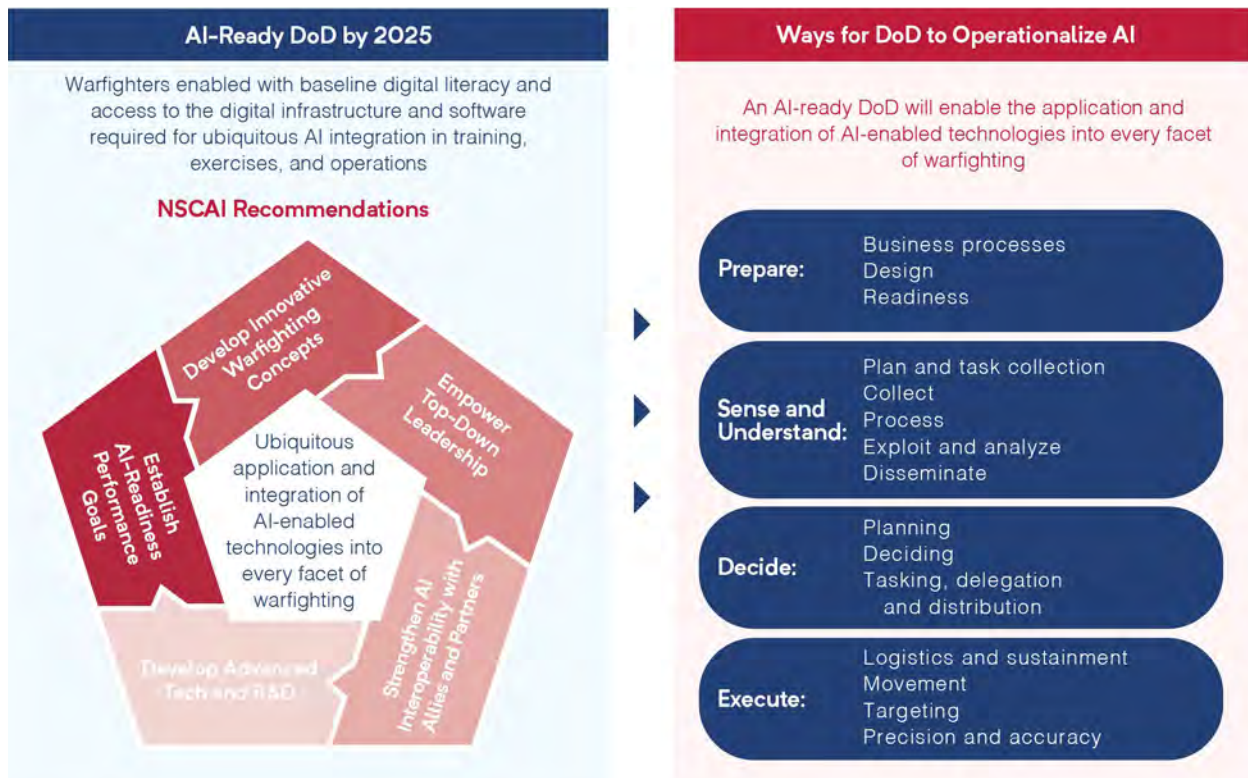 AI-Ready DoD by 2025
Warfighters enabled with baseline digital literacy and
access to the digital infrastructure and software
required for ubiquitous AI integration in training,
exercises, and operations
NSCAI Recommendations
Develop Innovative
Warfighting
Concepts
Empower
Top-Down
Leadership
Establish
AI-Readiness
Performance
Goals
Ubiquitous
application and
integration of
AI-enabled
technologies into
every facet of
warfighting
Strengthen AI
Interoperability with
Allies and Partners
Develop Advanced
Tech and R&D
Ways for DoD to Operationalize AI
An AI-ready DoD will enable the application and
integration of AI-enabled technologies into every facet
of warfighting
Prepare:
Business processes
Design
Readiness
Sense and
Understand:
Plan and task collection
Collect
Process
Exploit and analyze
Disseminate
Decide:
Planning
Deciding
Tasking, delegation
and distribution
Execute:
Logistics and sustainment
Movement
Targeting
Precision and accuracy